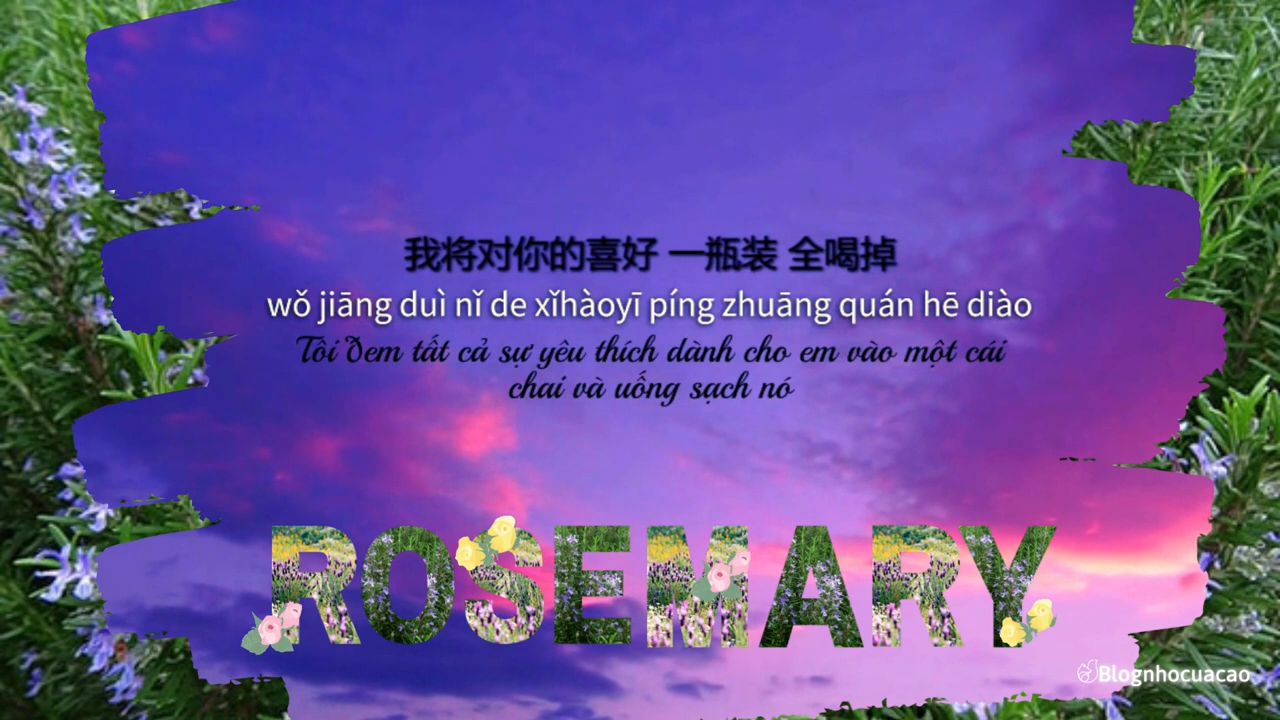 我将对你的喜好 一瓶装 全喝掉
wǒ jiāng duì nǐ de xǐhàoyī píng zhuāng quán hē diào
Tôi đem tất cả sự yêu thích dành cho em vào một cái
chai và uống sạch nó
ROSEMARY
Blognhocuacao